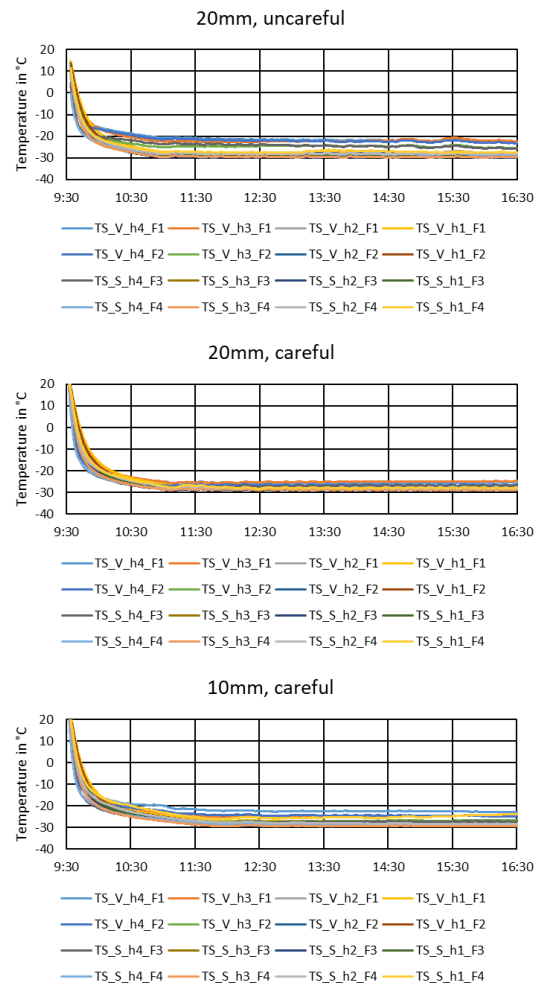 20mm, uncareful
20
10
0
-10
-20
-30
-40
Temperature in °C
9:30 10:30 11:30 12:30 13:30 14:30 15:30 16:30
TS_V_h4_F1 TS_V_h3_F1 TS_V_h2_F1 TS_V_h1_F1
TS_V_h4_F2 TS_V_h3_F2 TS_V_h2_F2 TS_V_h1_F2
TS_S_h4_F3 TS_S_h3_F3 TS_S_h2_F3 TS_S_h1_F3
TS_S_h4_F4 TS_S_h3_F4 TS_S_h2_F4 TS_S_h1_F4
20mm, careful
20
10
0
-10
-20
-30
-40
Temperature in °C
9:30 10:30 11:30 12:30 13:30 14:30 15:30 16:30
TS_V_h4_F1 TS_V_h3_F1 TS_V_h2_F1 TS_V_h1_F1
TS_V_h4_F2 TS_V_h3_F2 TS_V_h2_F2 TS_V_h1_F2
TS_S_h4_F3 TS_S_h3_F3 TS_S_h2_F3 TS_S_h1_F3
TS_S_h4_F4 TS_S_h3_F4 TS_S_h2_F4 TS_S_h1_F4
10mm, careful
20
10
0
-10
-20
-30
-40
Temperature in °C
9:30 10:30 11:30 12:30 13:30 14:30 15:30 16:30
TS_V_h4_F1 TS_V_h3_F1 TS_V_h2_F1 TS_V_h1_F1
TS_V_h4_F2 TS_V_h3_F2 TS_V_h2_F2 TS_V_h1_F2
TS_S_h4_F3 TS_S_h3_F3 TS_S_h2_F3 TS_S_h1_F3
TS_S_h4_F4 TS_S_h3_F4 TS_S_h2_F4 TS_S_h1_F4